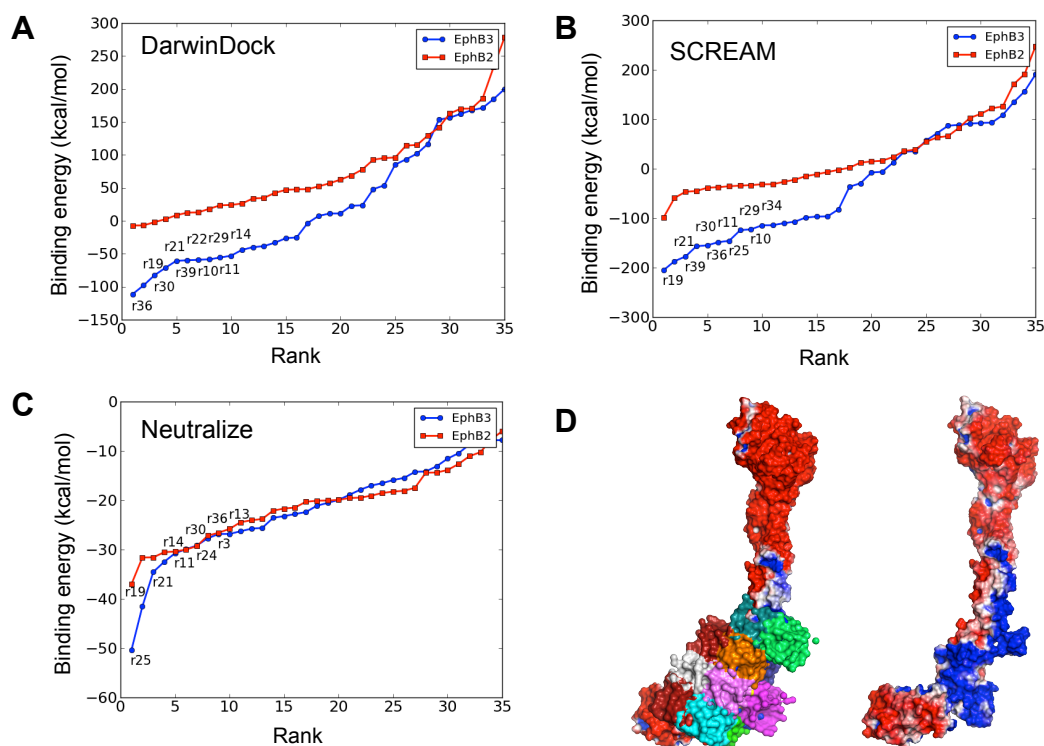 A
DarwinDock
EphB3
EphB2
Binding energy (kcal/mol)
300
250
200
150
100
50
0
−50
−100
−150
r21 r22 r29 r14
r19
r39 r10 r11
r30
r36
0 5 10 15 20 25 30 35
Rank
B
SCREAM
EphB3
EphB2
Binding energy (kcal/mol)
300
200
100
0
−100
−200
−300
r29 r34
r30 r11
r21
r10
r36 r25
r39
r19
0 5 10 15 20 25 30 35
Rank
C
Neutralize
EphB3
EphB2
Binding energy (kcal/mol)
0
−10
−20
−30
−40
−50
−60
r36 r13
r30
r14
r3
r24
r11
r21
r19
r25
0 5 10 15 20 25 30 35
Rank
D